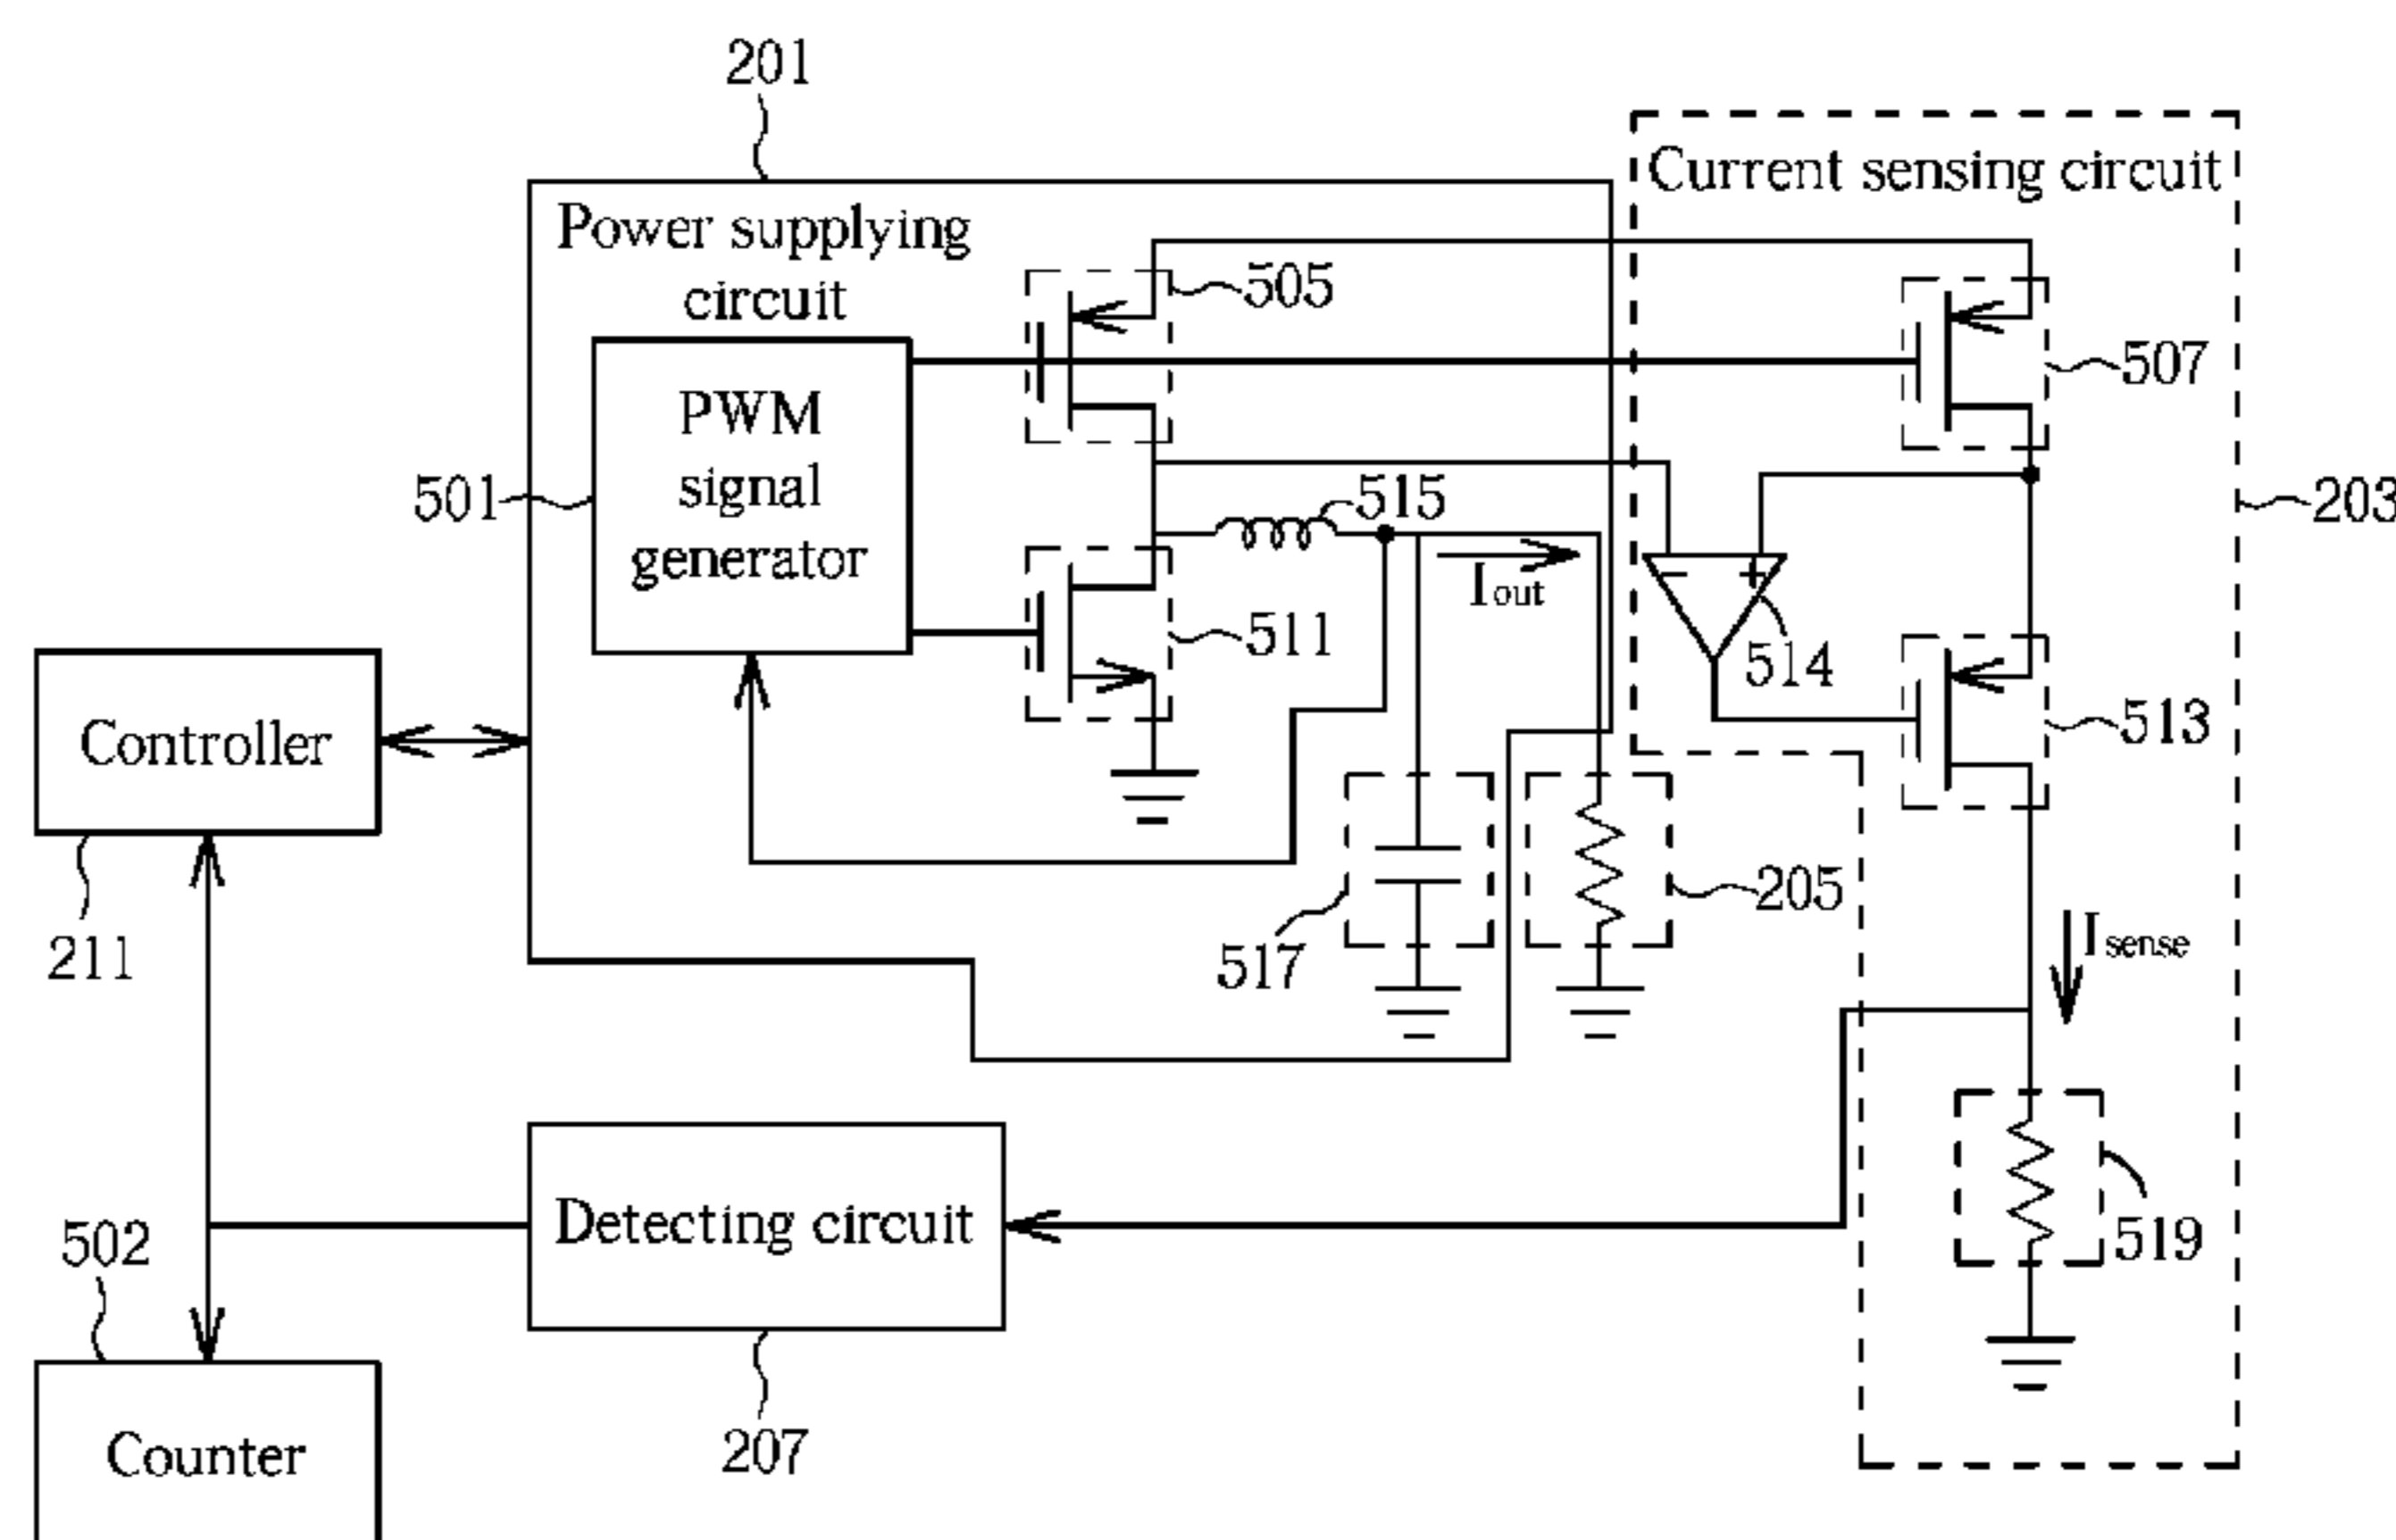 201
Current sensing circuit
Power supplying
circuit
505
507
PWM
signal
generator
501
515
203
Iout
− +
514
511
513
Controller
211
517
205
Isense
502
Detecting circuit
519
207
Counter